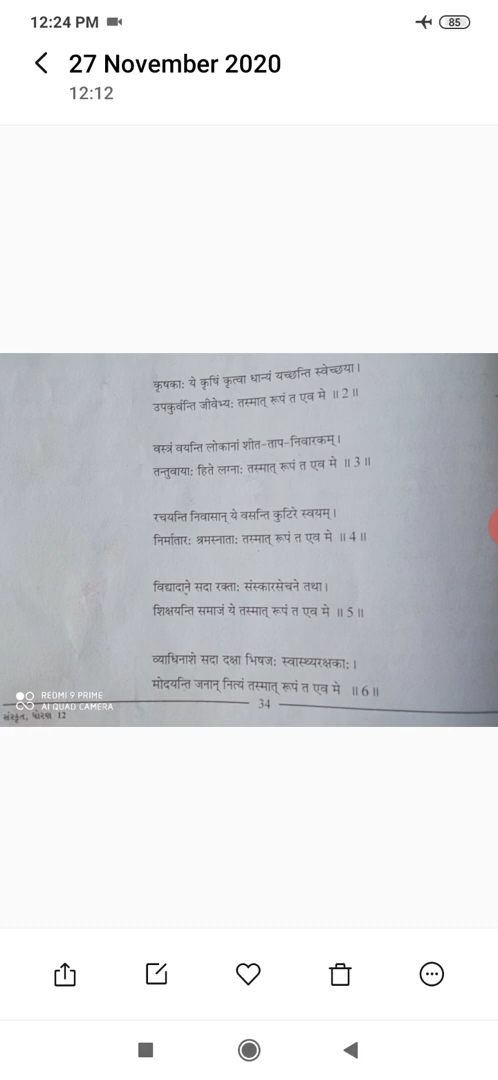 12:24 PM
85
27 November 2020
12:12
कृषकाः ये कृषिं कृत्वा धान्यं यच्छन्ति स्वेच्छया।
उपकुर्वन्ति जीवेभ्यः तस्मात् रूपं त एव मे ॥2॥
वस्त्रं वयन्ति लोकानां शीत-ताप-निवारकम्।
तन्तुवायाः हिते लग्नाः तस्मात् रूपं त एव मे ॥3॥
रचयन्ति निवासान् ये वसन्ति कुटिरे स्वयम्।
निर्मातारः श्रमस्नाताः तस्मात् रूपं त एव मे ॥4॥
विद्यादाने सदा रक्ताः संस्कारसेचने तथा।
शिक्षयन्ति समाजं ये तस्मात् रूपं त एव मे ॥5॥
व्याधिनाशे सदा दक्षा भिषजः स्वास्थ्यरक्षकाः।
मोदयन्ति जनान् नित्यं तस्मात् रूपं त एव मे ॥6॥
REDMI 9 PRIME
AI QUAD CAMERA
34
સંસ્કૃત, ધોરણ 12